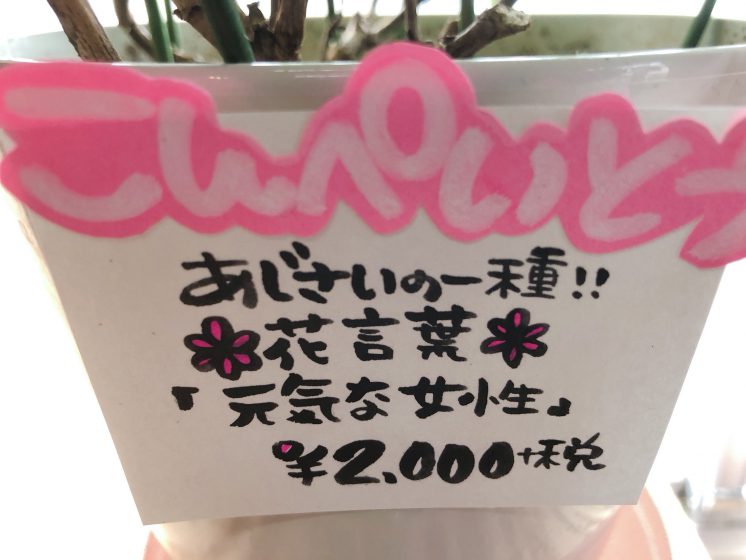 こんぺいとう
あじさいの一種!!
花言葉
「元気な女性」
¥2,000+税